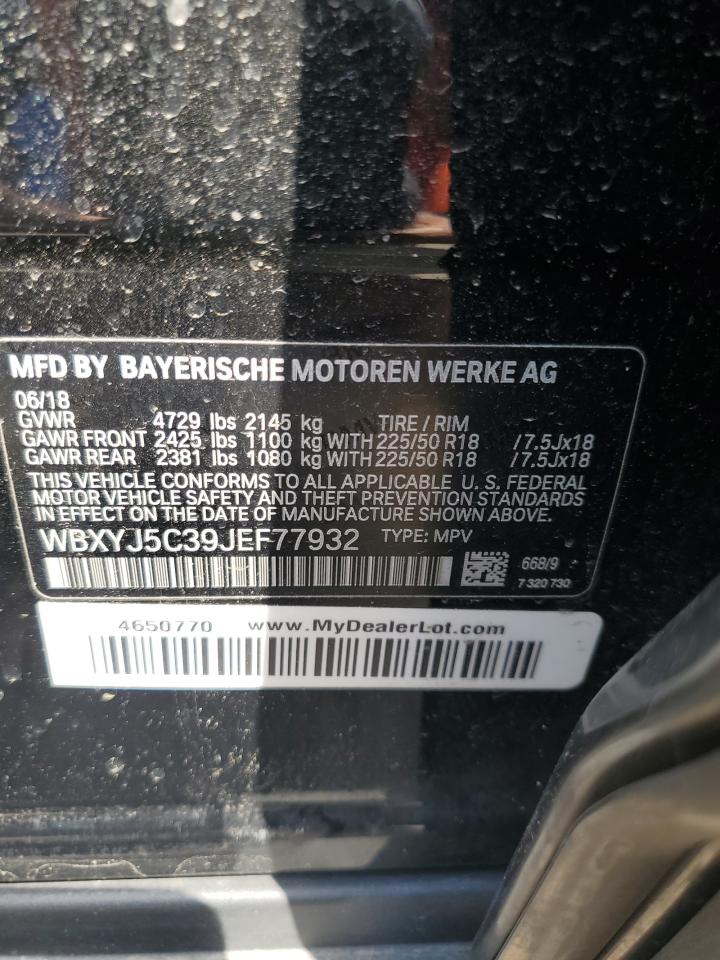 MFD BY BAYERISCHE MOTOREN WERKE AG
06/18
GVWR 4729 lbs 2145 kg TIRE / RIM
GAWR FRONT 2425 lbs 1100 kg WITH 225/50 R18 /7.5Jx18
GAWR REAR 2381 lbs 1080 kg WITH 225/50 R18 /7.5Jx18
THIS VEHICLE CONFORMS TO ALL APPLICABLE U. S. FEDERAL
MOTOR VEHICLE SAFETY AND THEFT PREVENTION STANDARDS
IN EFFECT ON THE DATE OF MANUFACTURE SHOWN ABOVE.
WBXYJ5C39JEF77932 TYPE: MPV
668/9
7 320 730
4650770 www.MyDealerLot.com